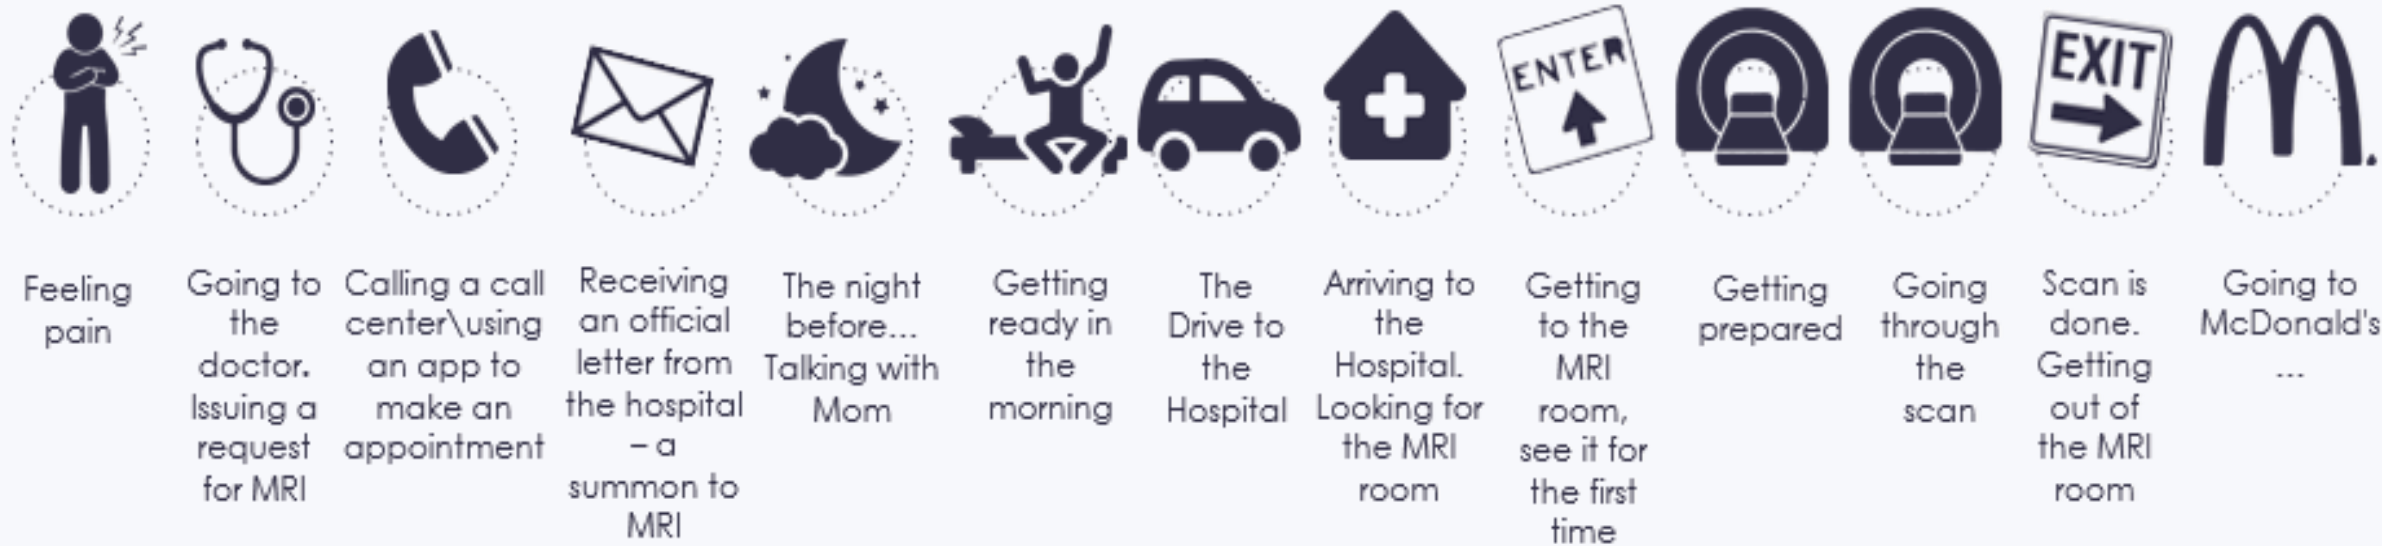 ENTER
EXIT
Feeling
pain
Going to
the
doctor.
Issuing a
request
for MRI
Calling a call
center\using
an app to
make an
appointment
Receiving
an official
letter from
the hospital
– a
summon to
MRI
The night
before...
Talking with
Mom
Getting
ready in
the
morning
The
Drive to
the
Hospital
Arriving to
the
Hospital.
Looking for
the MRI
room
Getting
to the
MRI
room,
see it for
the first
time
Getting
prepared
Going
through
the
scan
Scan is
done.
Getting
out of
the MRI
room
Going to
McDonald's
...